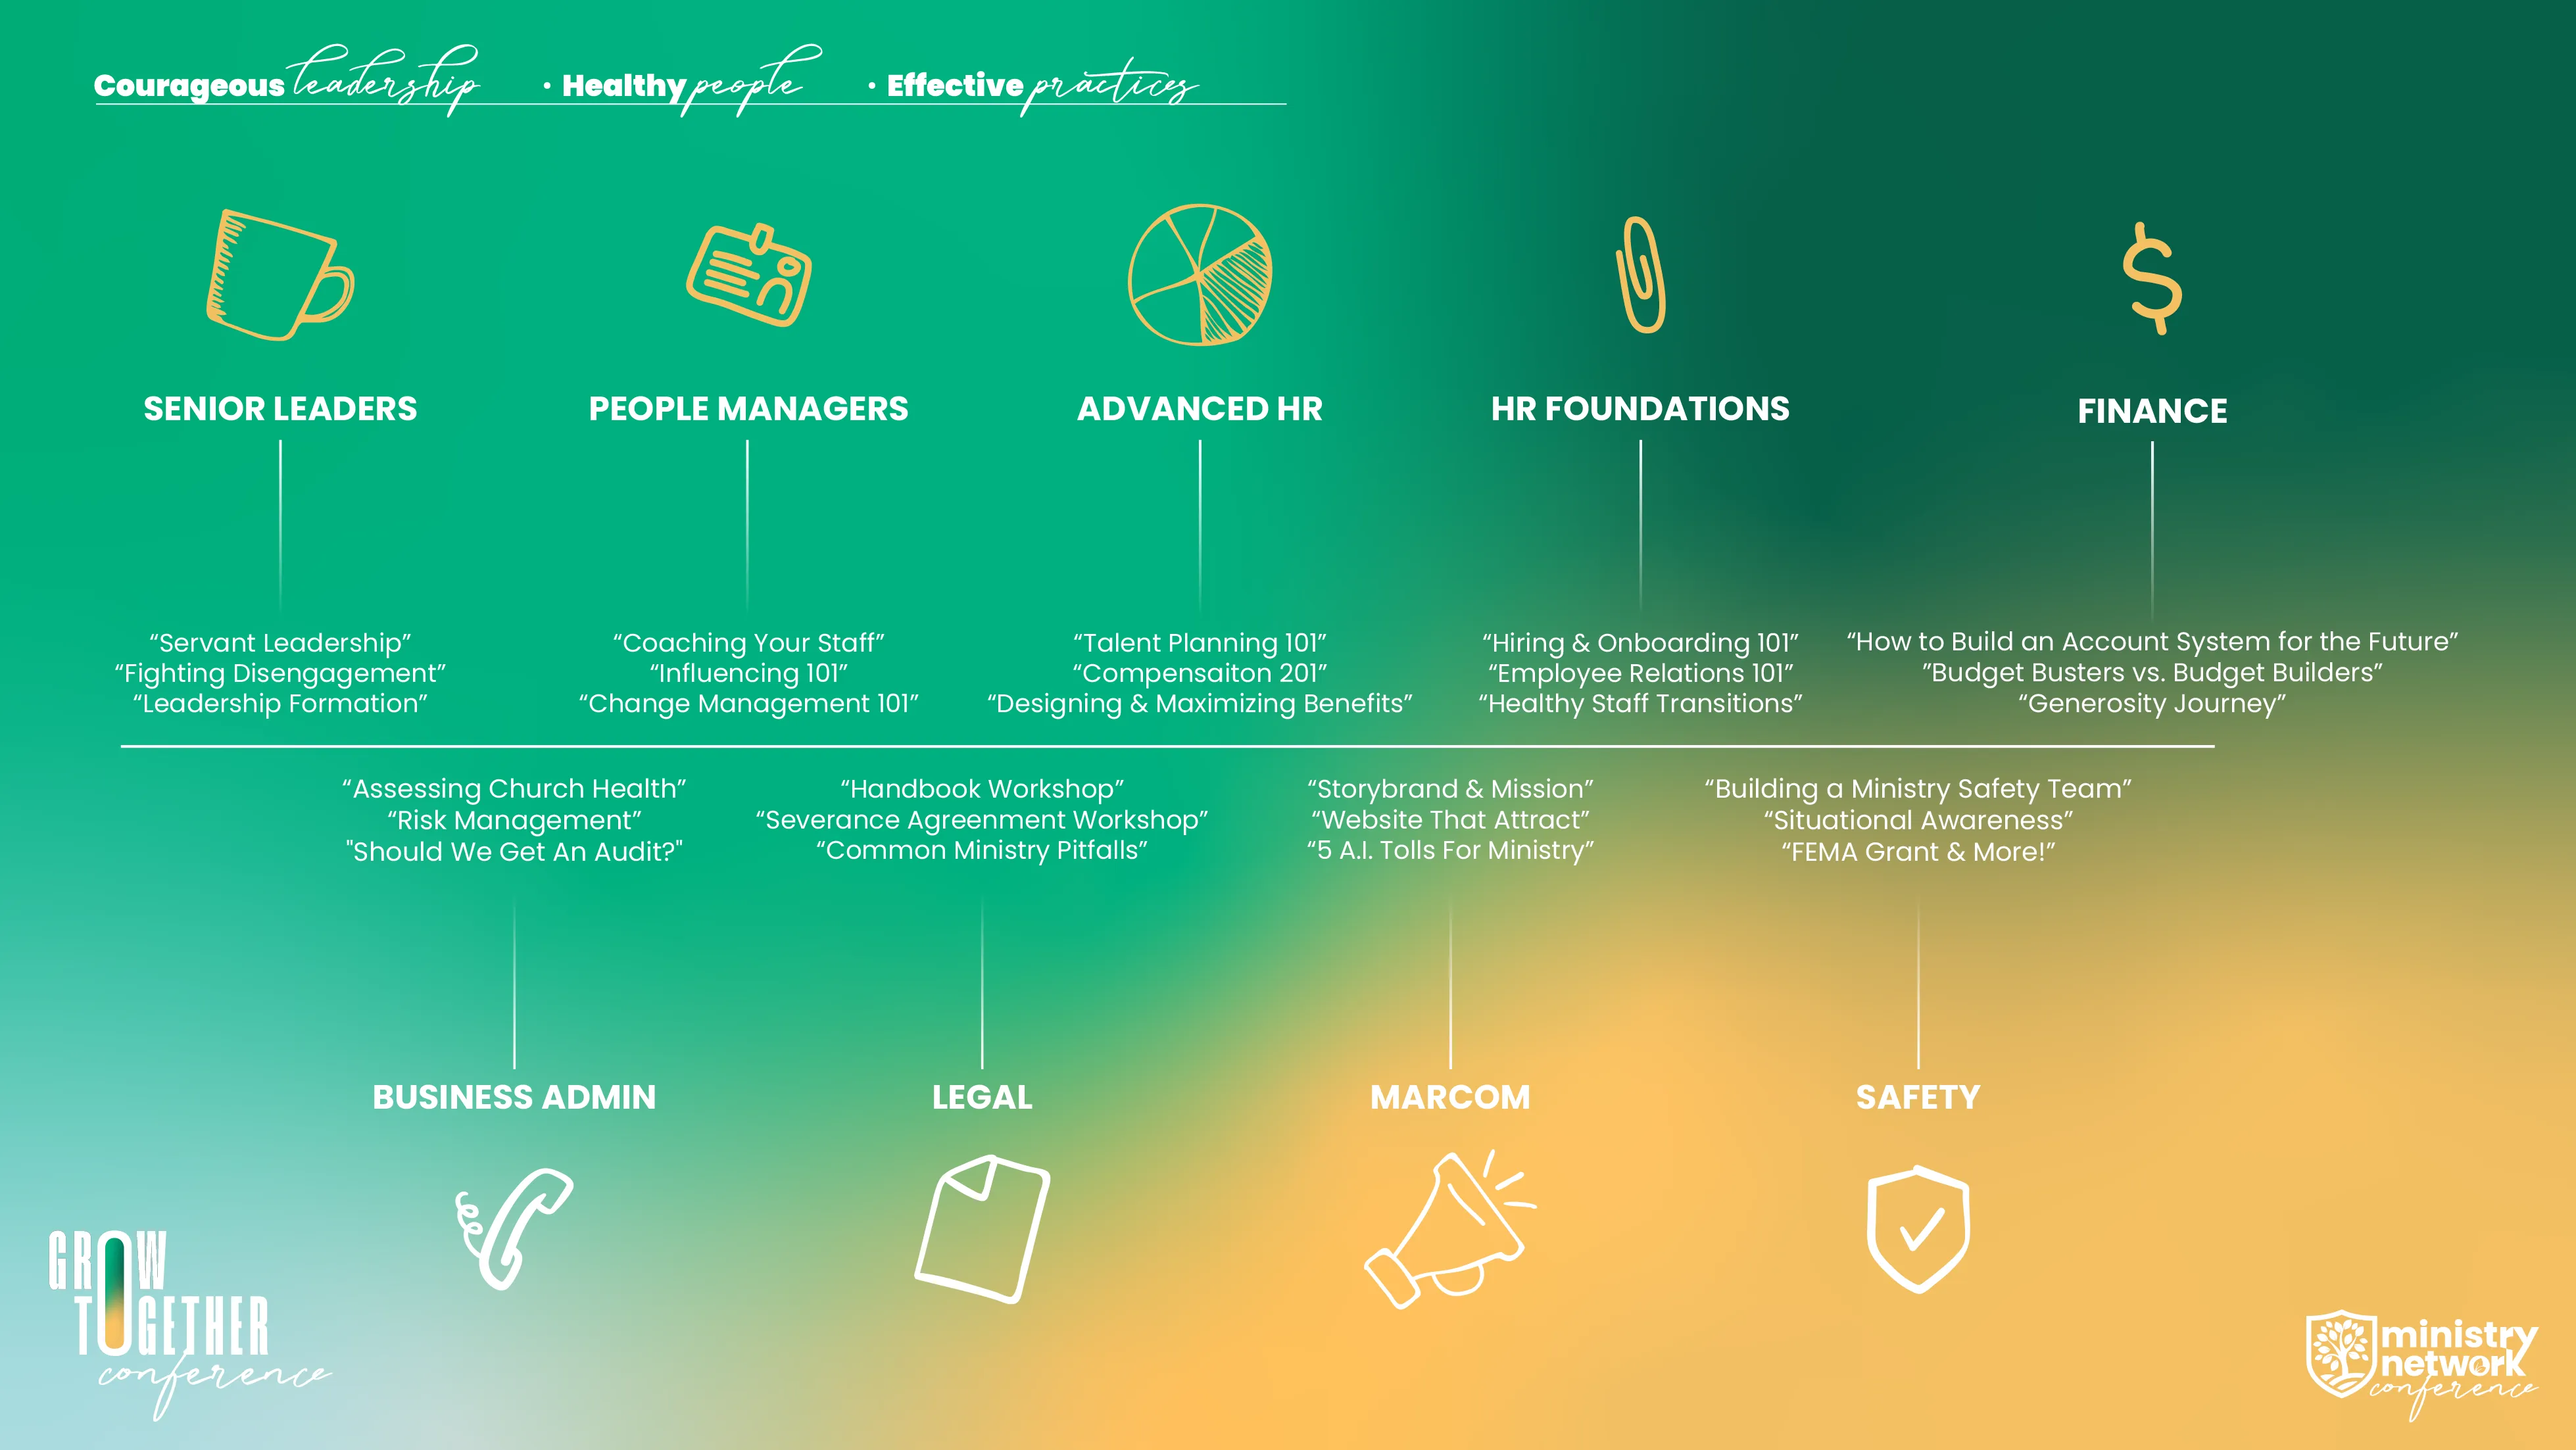 Courageous leadership · Healthy people · Effective practices
SENIOR LEADERS
“Servant Leadership”
“Fighting Disengagement”
“Leadership Formation”
PEOPLE MANAGERS
“Coaching Your Staff”
“Influencing 101”
“Change Management 101”
ADVANCED HR
“Talent Planning 101”
“Compensaiton 201”
“Designing & Maximizing Benefits”
HR FOUNDATIONS
“Hiring & Onboarding 101”
“Employee Relations 101”
“Healthy Staff Transitions”
FINANCE
“How to Build an Account System for the Future”
”Budget Busters vs. Budget Builders”
“Generosity Journey”
“Assessing Church Health”
“Risk Management”
"Should We Get An Audit?"
BUSINESS ADMIN
“Handbook Workshop”
“Severance Agreenment Workshop”
“Common Ministry Pitfalls”
LEGAL
“Storybrand & Mission”
“Website That Attract”
“5 A.I. Tolls For Ministry”
MARCOM
“Building a Ministry Safety Team”
“Situational Awareness”
“FEMA Grant & More!”
SAFETY
GROW
TOGETHER
conference
ministry
network
conference